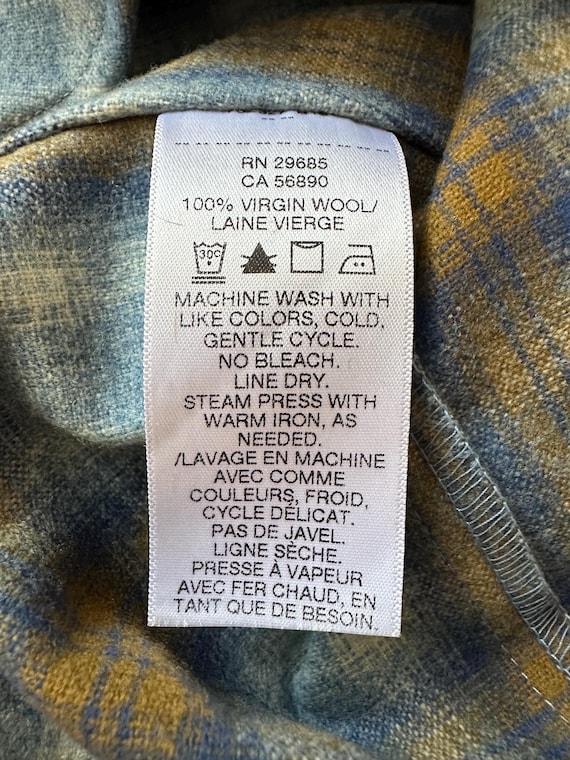 RN 29685
CA 56890
100% VIRGIN WOOL/
LAINE VIERGE
30C
MACHINE WASH WITH
LIKE COLORS, COLD,
GENTLE CYCLE.
NO BLEACH.
LINE DRY.
STEAM PRESS WITH
WARM IRON, AS
NEEDED.
/LAVAGE EN MACHINE
AVEC COMME
COULEURS, FROID,
CYCLE DÉLICAT.
PAS DE JAVEL.
LIGNE SÈCHE.
PRESSE À VAPEUR
AVEC FER CHAUD, EN
TANT QUE DE BESOIN.